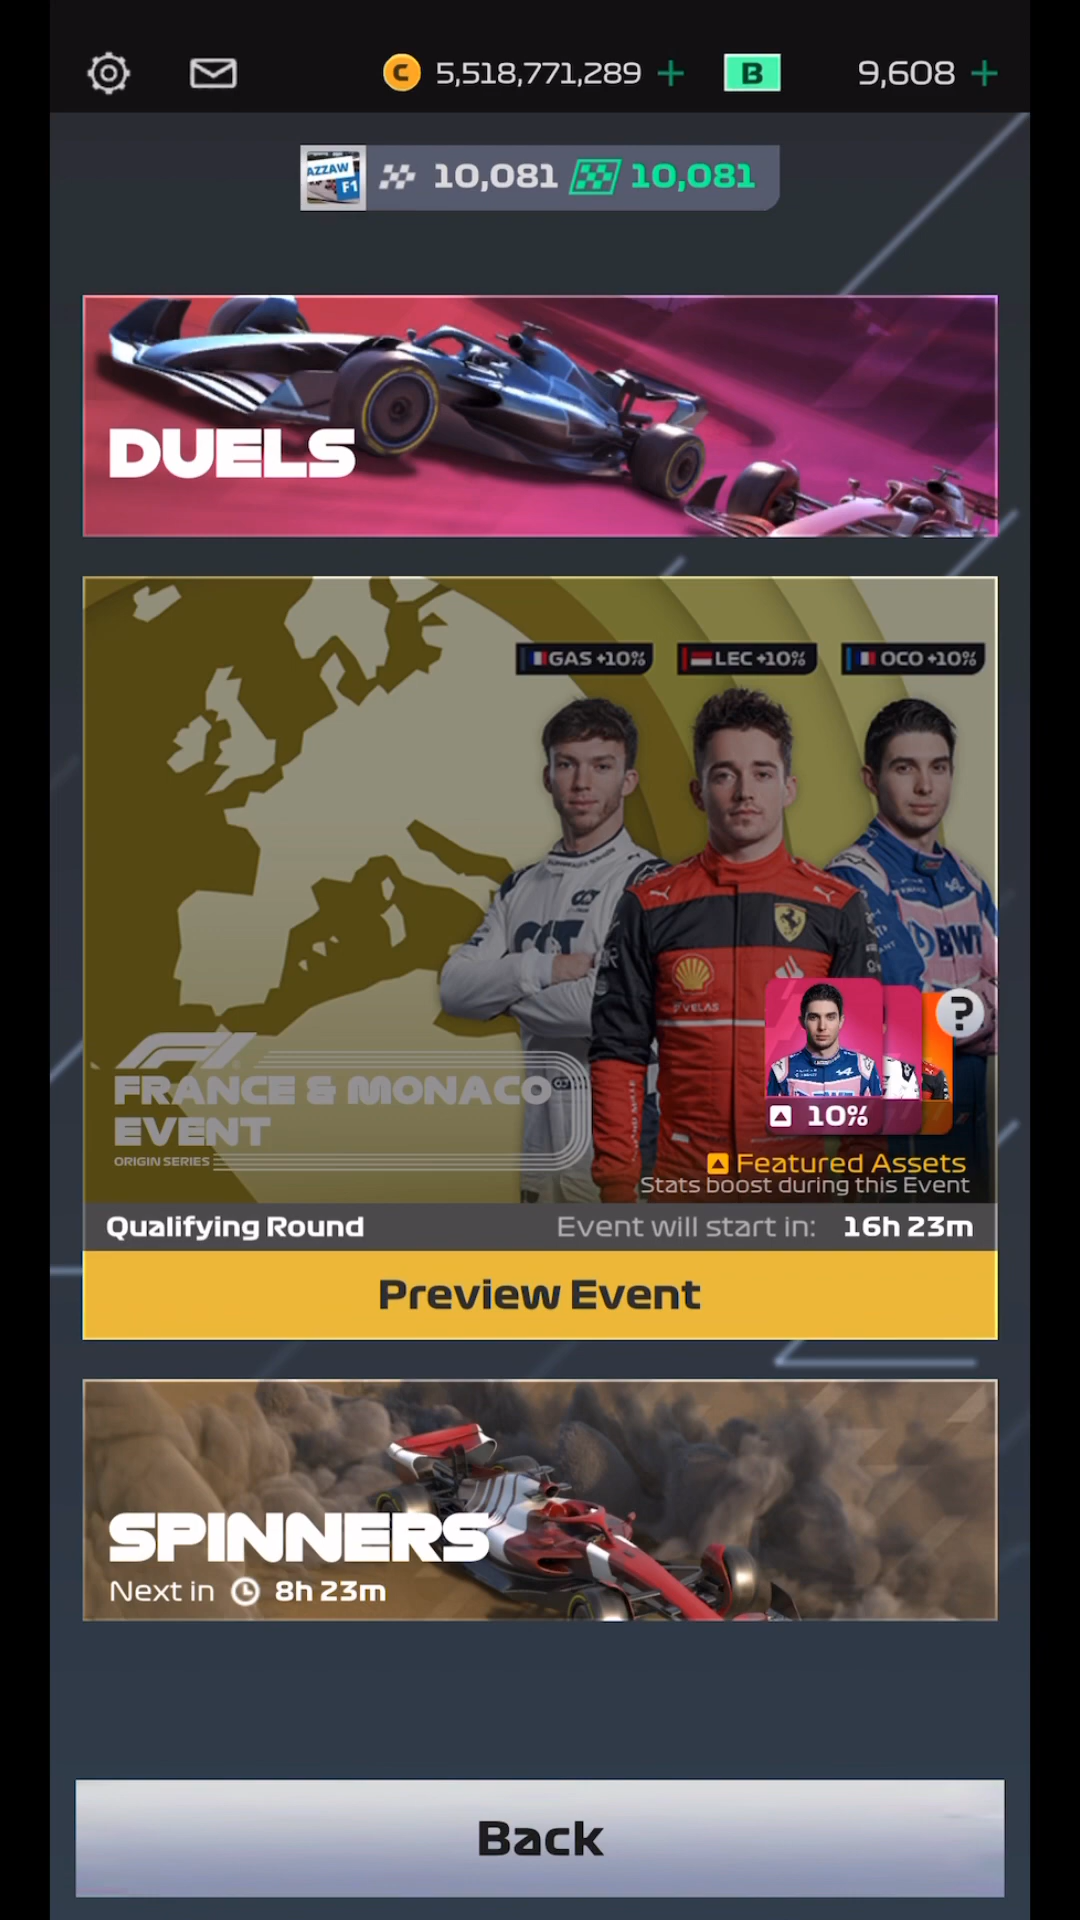 C 5,518,771,289 + B 9,608 +
AZZAW
F1
10,081 10,081
DUELS
GAS +10% LEC +10% OCO +10%
BWT
VELAS
FRANCE & MONACO
EVENT
ORIGIN SERIES
?
10%
Featured Assets
Stats boost during this Event
Qualifying Round Event will start in: 16h 23m
Preview Event
SPINNERS
Next in 8h 23m
Back